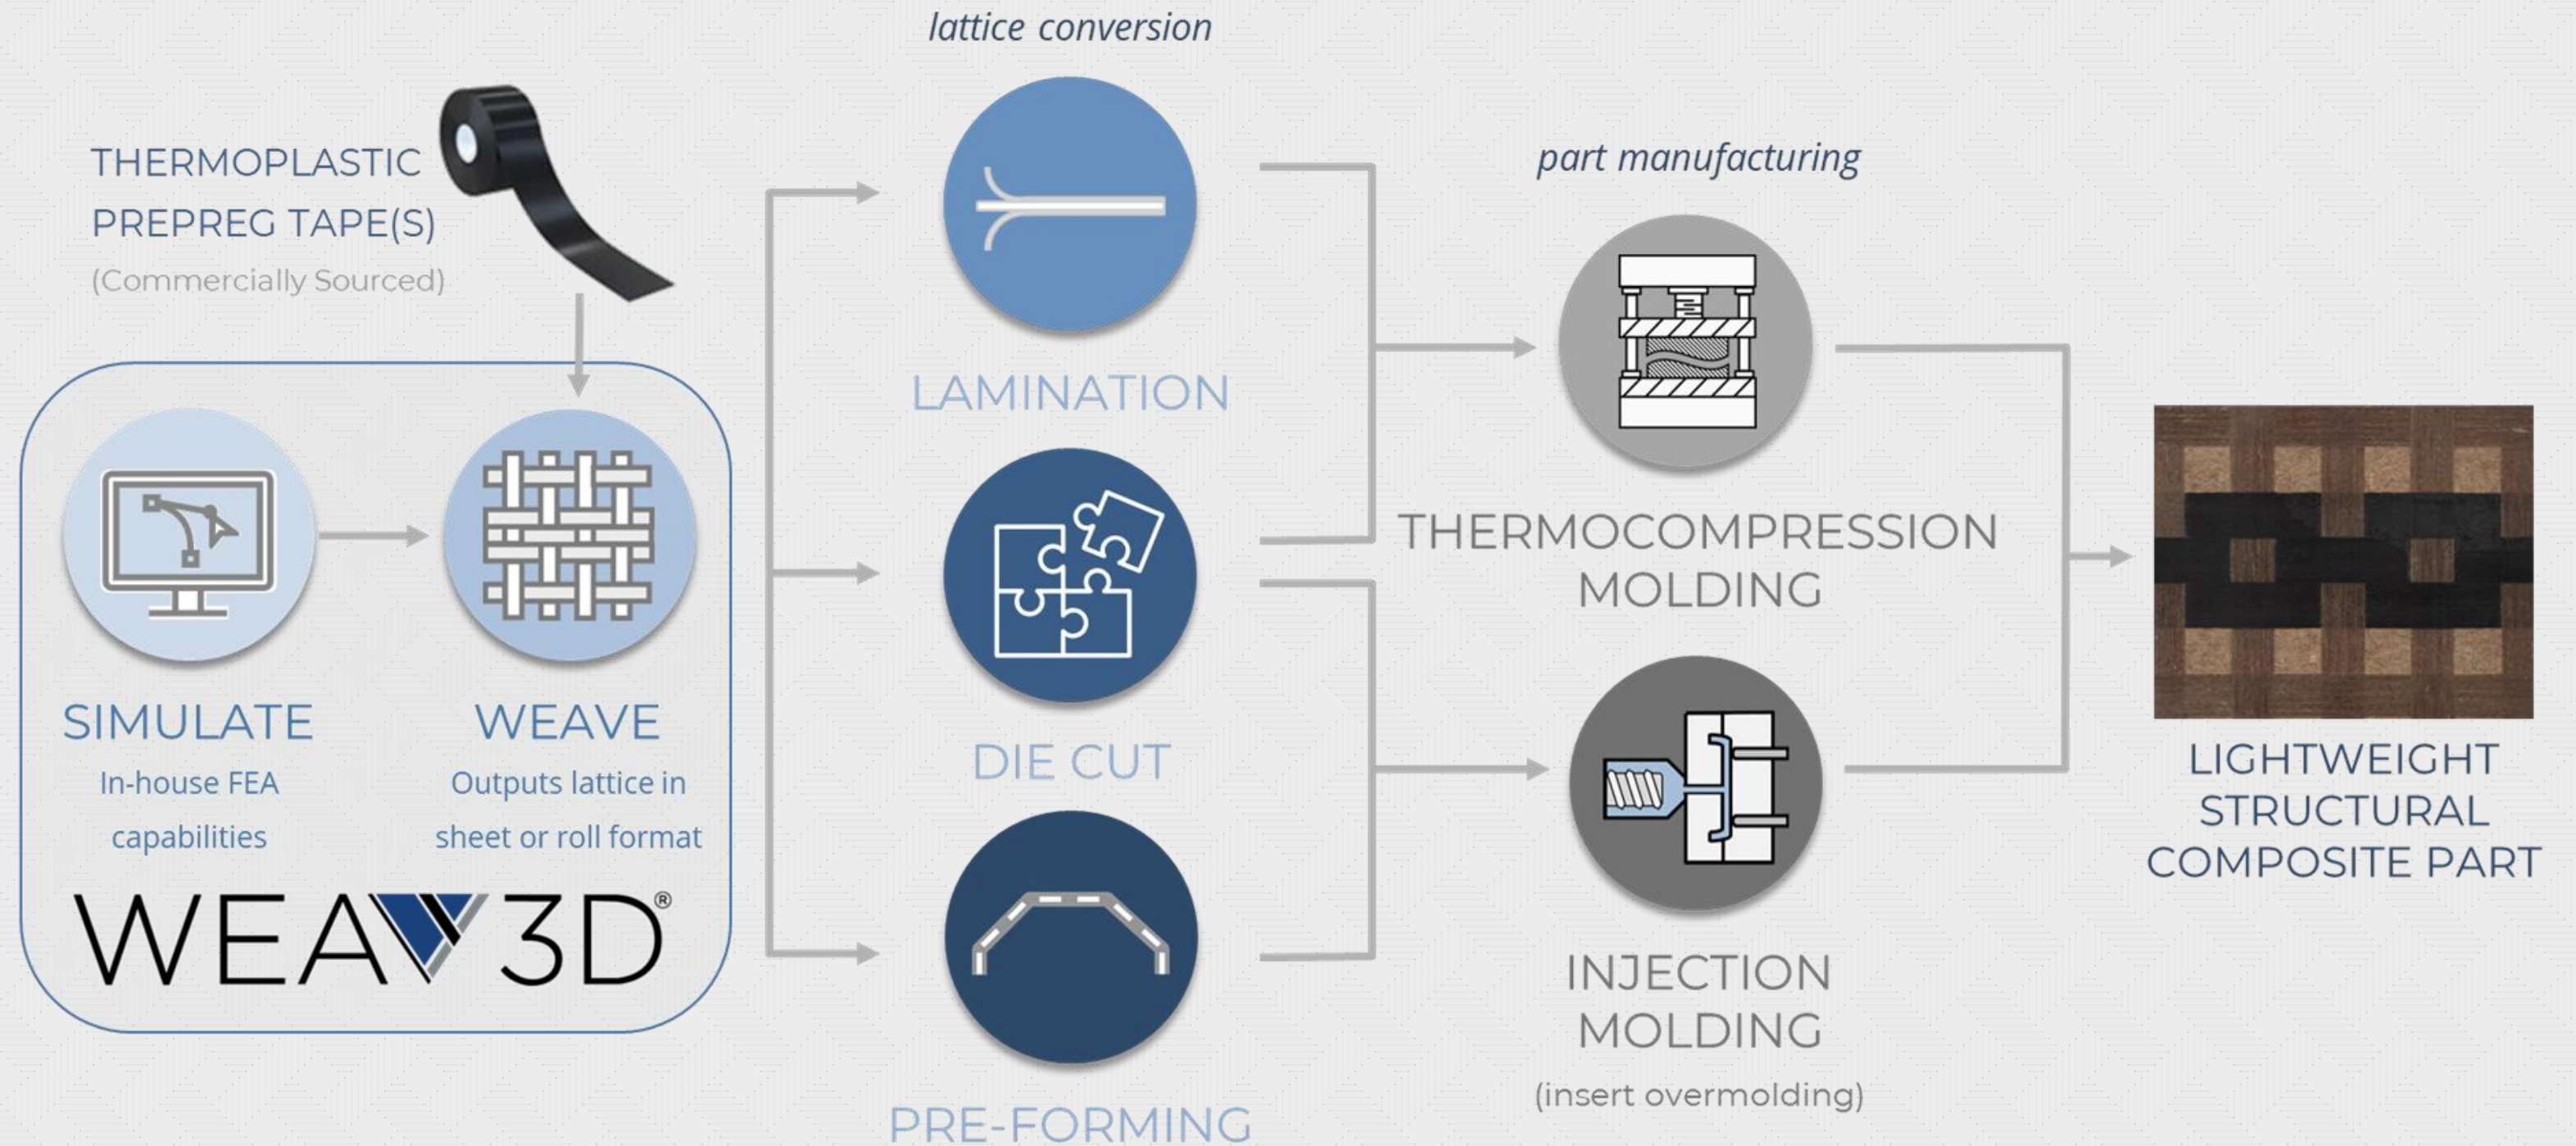 THERMOPLASTIC
PREPREG TAPE(S)
(Commercially Sourced)
SIMULATE
In-house FEA
capabilities
WEAVE
Outputs lattice in
sheet or roll format
WEAV3D®
lattice conversion
LAMINATION
DIE CUT
PRE-FORMING
part manufacturing
THERMOCOMPRESSION
MOLDING
INJECTION
MOLDING
(insert overmolding)
LIGHTWEIGHT
STRUCTURAL
COMPOSITE PART